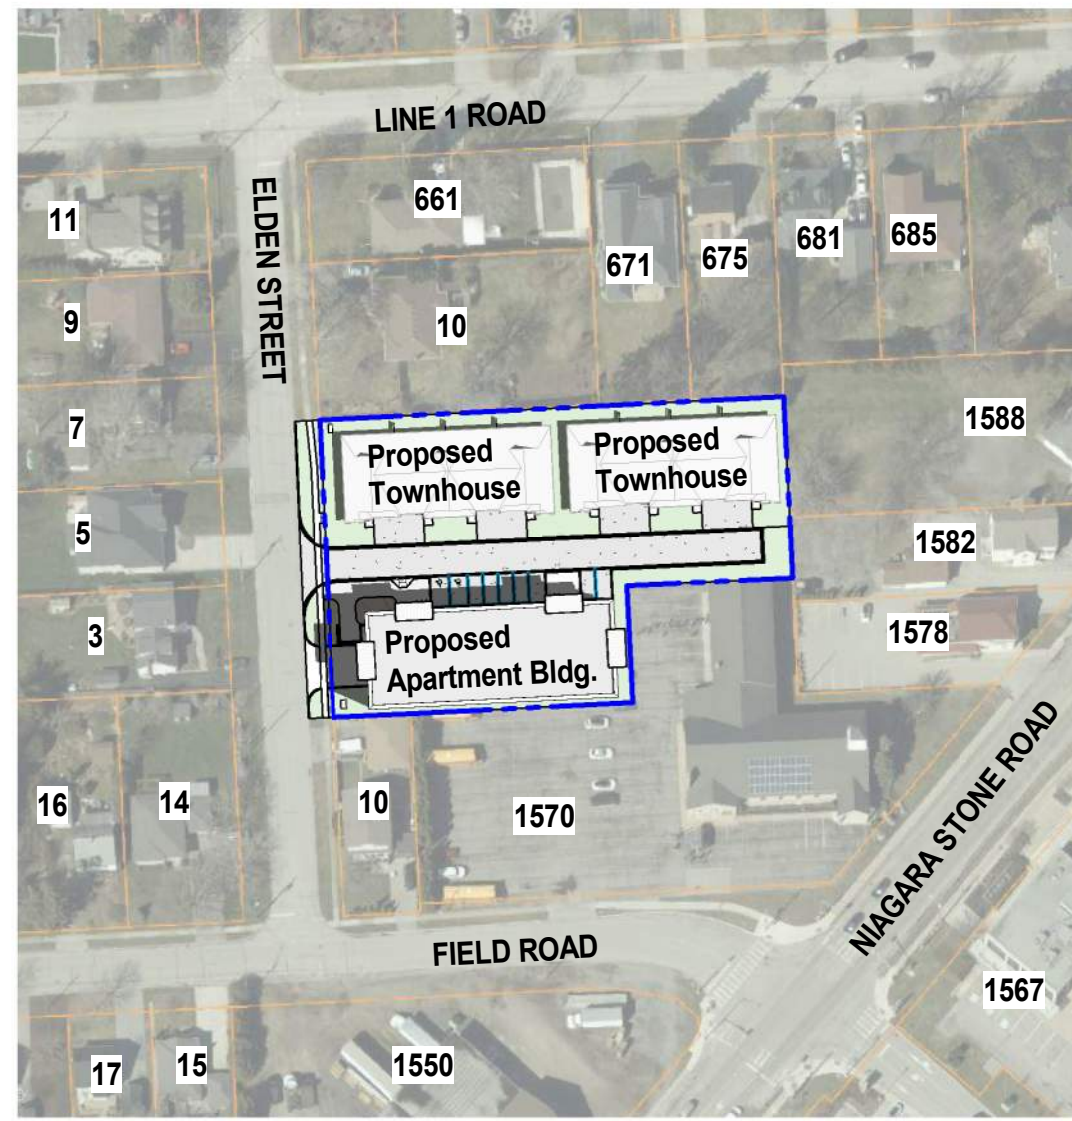 LINE 1 ROAD
ELDEN STREET
661
11
671
675
681
685
9
10
7
1588
Proposed
Townhouse
Proposed
Townhouse
5
1582
3
1578
Proposed
Apartment Bldg.
16
14
10
1570
NIAGARA STONE ROAD
FIELD ROAD
1567
17
15
1550